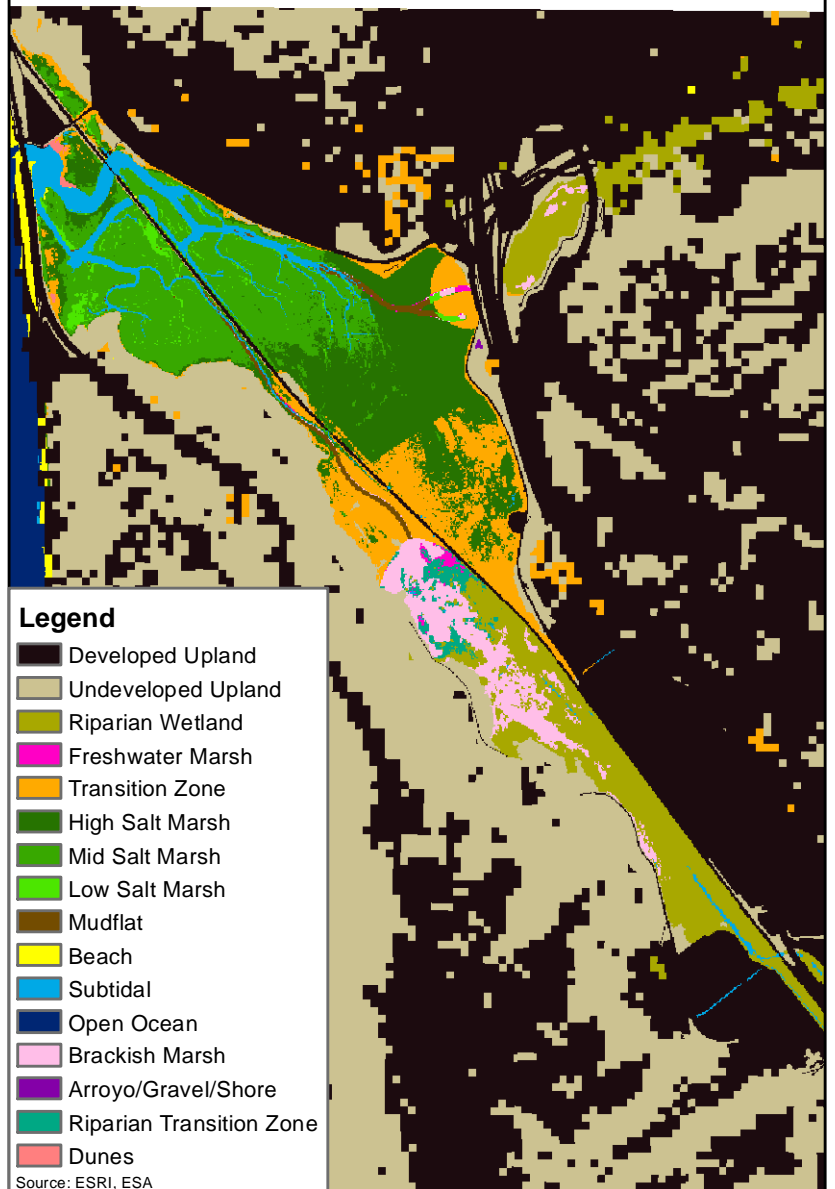 Legend
Developed Upland
Undeveloped Upland
Riparian Wetland
Freshwater Marsh
Transition Zone
High Salt Marsh
Mid Salt Marsh
Low Salt Marsh
Mudflat
Beach
Subtidal
Open Ocean
Brackish Marsh
Arroyo/Gravel/Shore
Riparian Transition Zone
Dunes
Source: ESRI, ESA